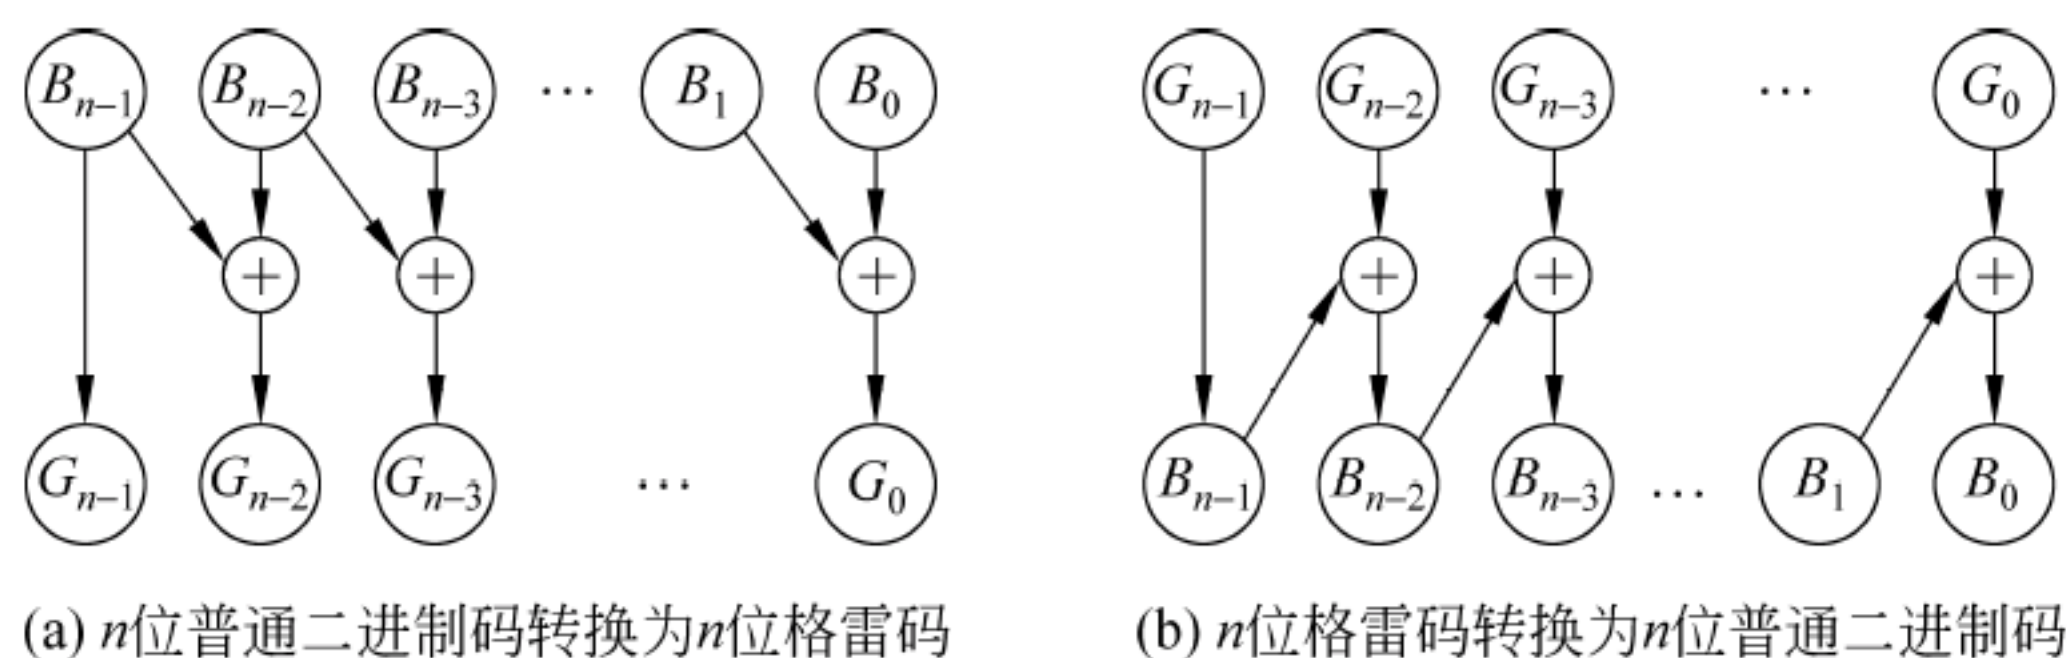 Bn−1 Bn−2 Bn−3 ⋯ B1 B0
+ + +
Gn−1 Gn−2 Gn−3 ⋯ G0
(a) n位普通二进制码转换为n位格雷码
Gn−1 Gn−2 Gn−3 ⋯ G0
+ + +
Bn−1 Bn−2 Bn−3 ⋯ B1 B0
(b) n位格雷码转换为n位普通二进制码